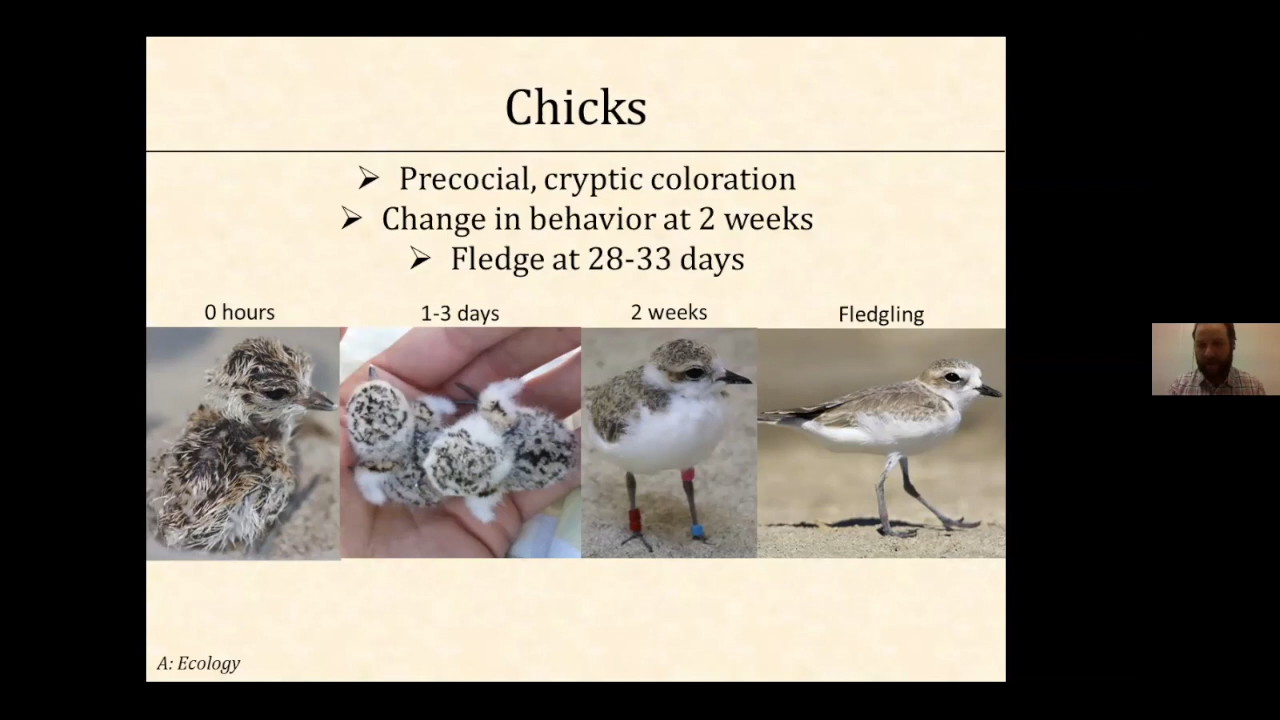 Chicks
➢ Precocial, cryptic coloration
➢ Change in behavior at 2 weeks
➢ Fledge at 28-33 days
0 hours
1-3 days
2 weeks
Fledgling
A: Ecology